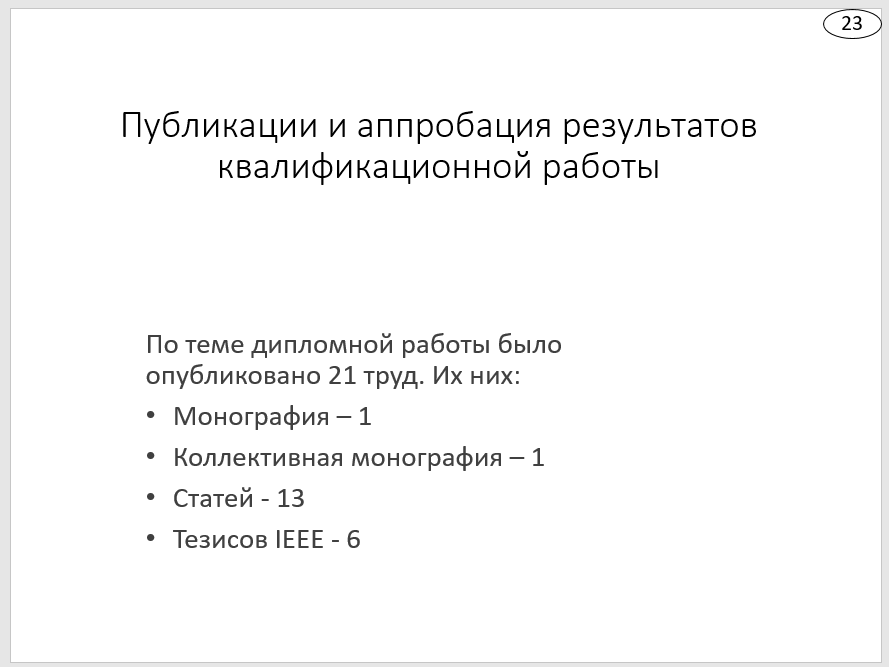 23
Публикации и аппробация результатов
квалификационной работы
По теме дипломной работы было
опубликовано 21 труд. Их них:
• Монография – 1
• Коллективная монография – 1
• Статей - 13
• Тезисов IEEE - 6